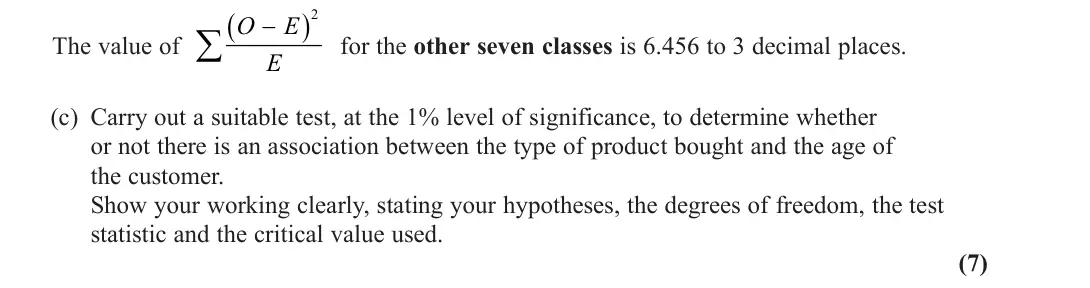 The value of ∑ (O – E)² / E for the other seven classes is 6.456 to 3 decimal places.
(c) Carry out a suitable test, at the 1% level of significance, to determine whether
or not there is an association between the type of product bought and the age of
the customer.
Show your working clearly, stating your hypotheses, the degrees of freedom, the test
statistic and the critical value used.
(7)